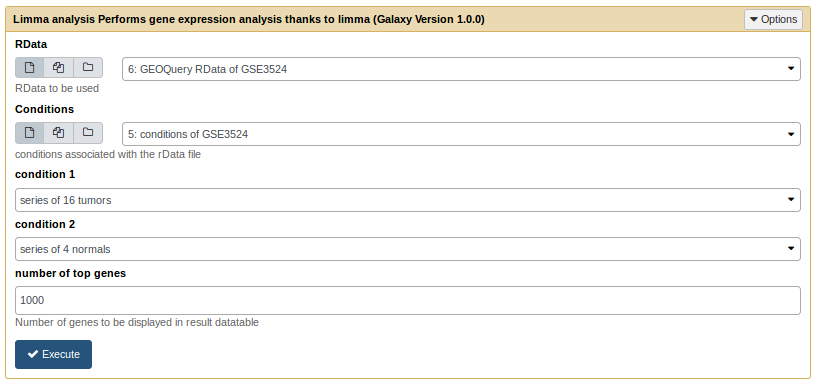 Limma analysis Performs gene expression analysis thanks to limma (Galaxy Version 1.0.0)
Options
RData
6: GEOQuery RData of GSE3524
RData to be used
Conditions
5: conditions of GSE3524
conditions associated with the rData file
condition 1
series of 16 tumors
condition 2
series of 4 normals
number of top genes
1000
Number of genes to be displayed in result datatable
Execute